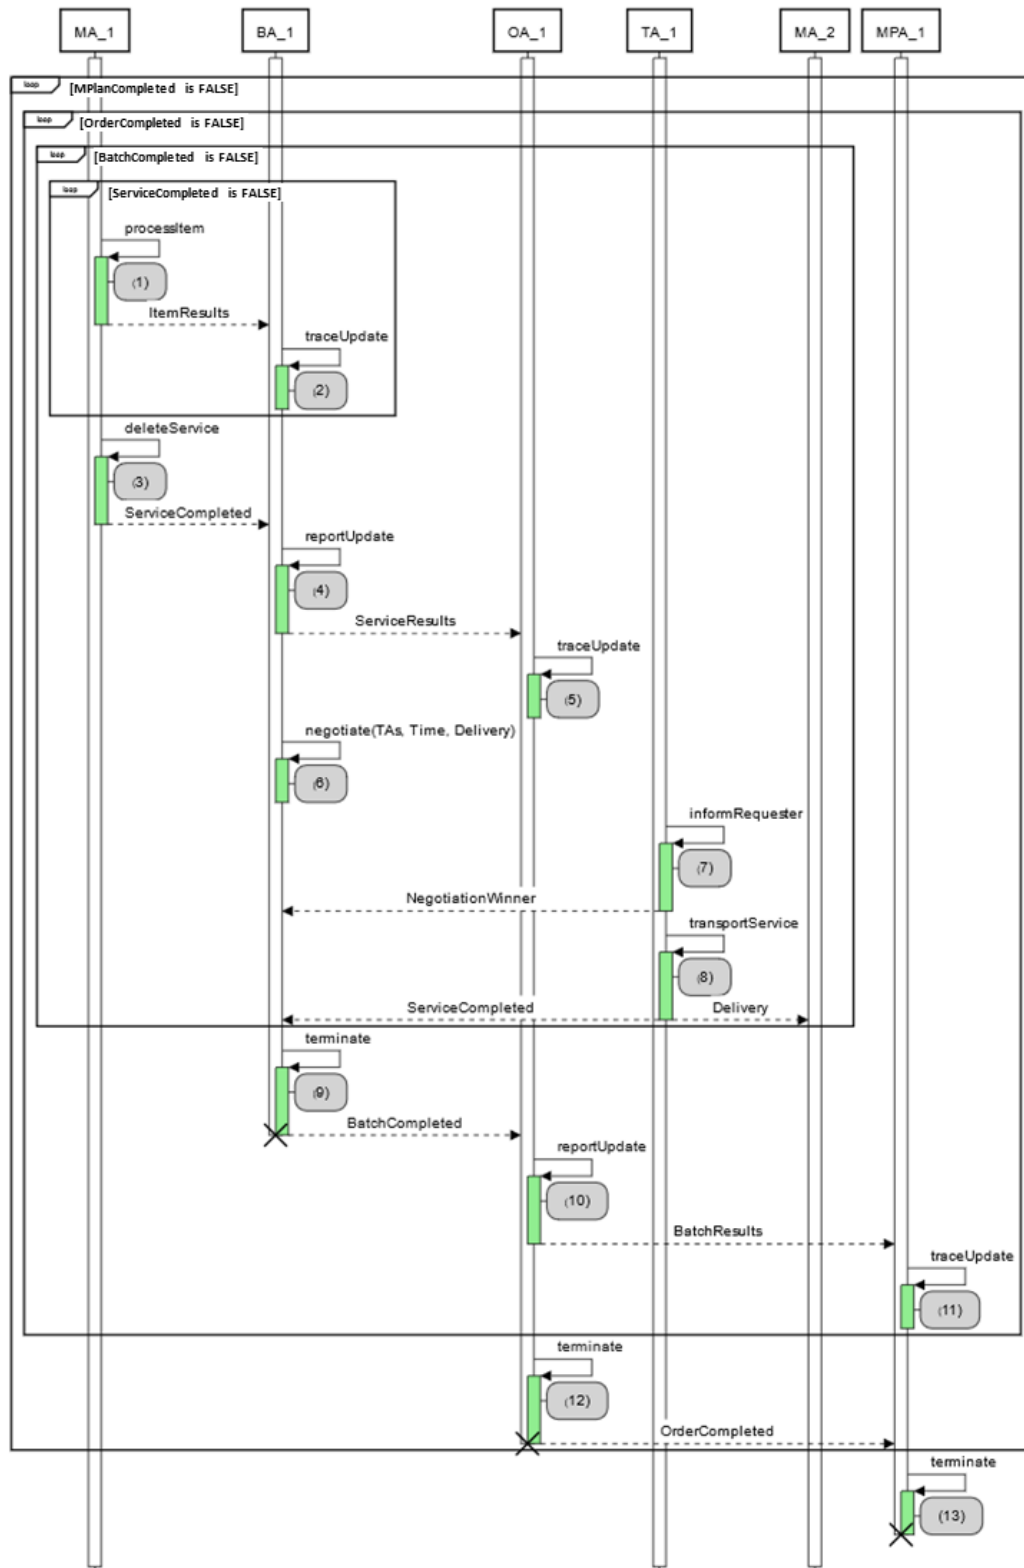 MA_1 BA_1 OA_1 TA_1 MA_2 MPA_1
loop [MPlanCompleted is FALSE]
loop [OrderCompleted is FALSE]
loop [BatchCompleted is FALSE]
loop [ServiceCompleted is FALSE]
processItem
(1)
ItemResults
traceUpdate
(2)
deleteService
(3)
ServiceCompleted
reportUpdate
(4)
ServiceResults
traceUpdate
(5)
negotiate(TAs, Time, Delivery)
(6)
informRequester
(7)
NegotiationWinner
transportService
(8)
ServiceCompleted Delivery
terminate
(9)
BatchCompleted
reportUpdate
(10)
BatchResults
traceUpdate
(11)
terminate
(12)
OrderCompleted
terminate
(13)